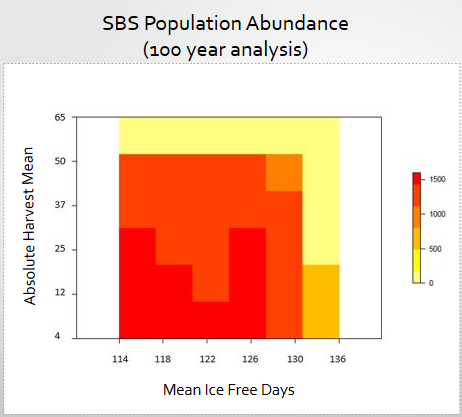 SBS Population Abundance
(100 year analysis)
Absolute Harvest Mean
65
50
37
25
12
4
114 118 122 126 130 136
Mean Ice Free Days
1500
1000
500
0